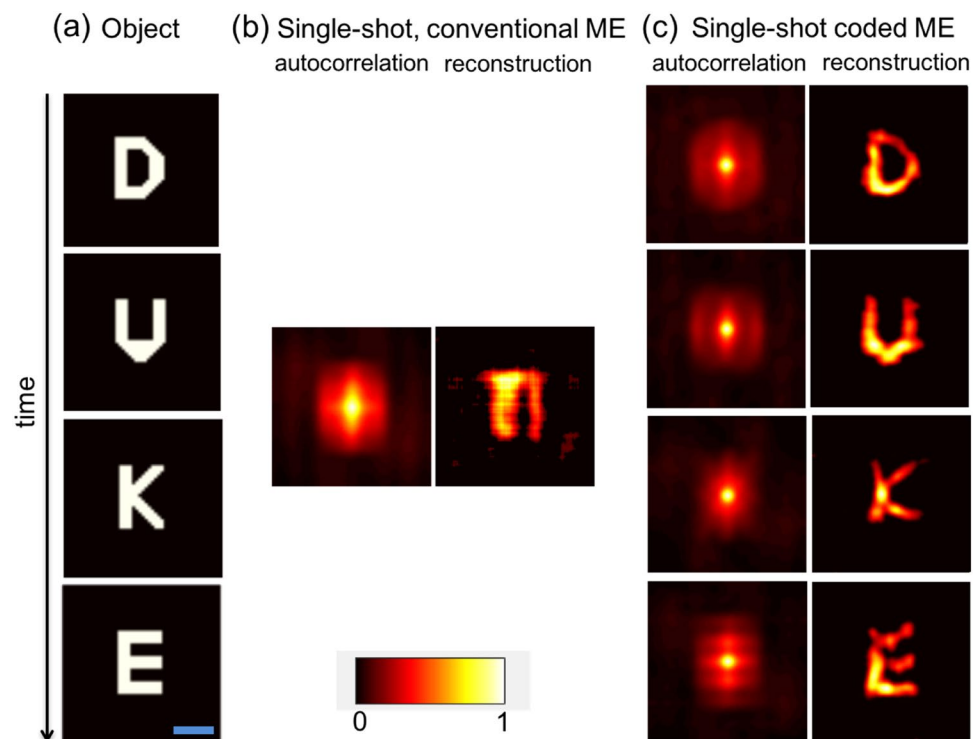 (a) Object
(b) Single-shot, conventional ME
autocorrelation reconstruction
(c) Single-shot coded ME
autocorrelation reconstruction
time
D
U
K
E
D
U
K
E
0 1